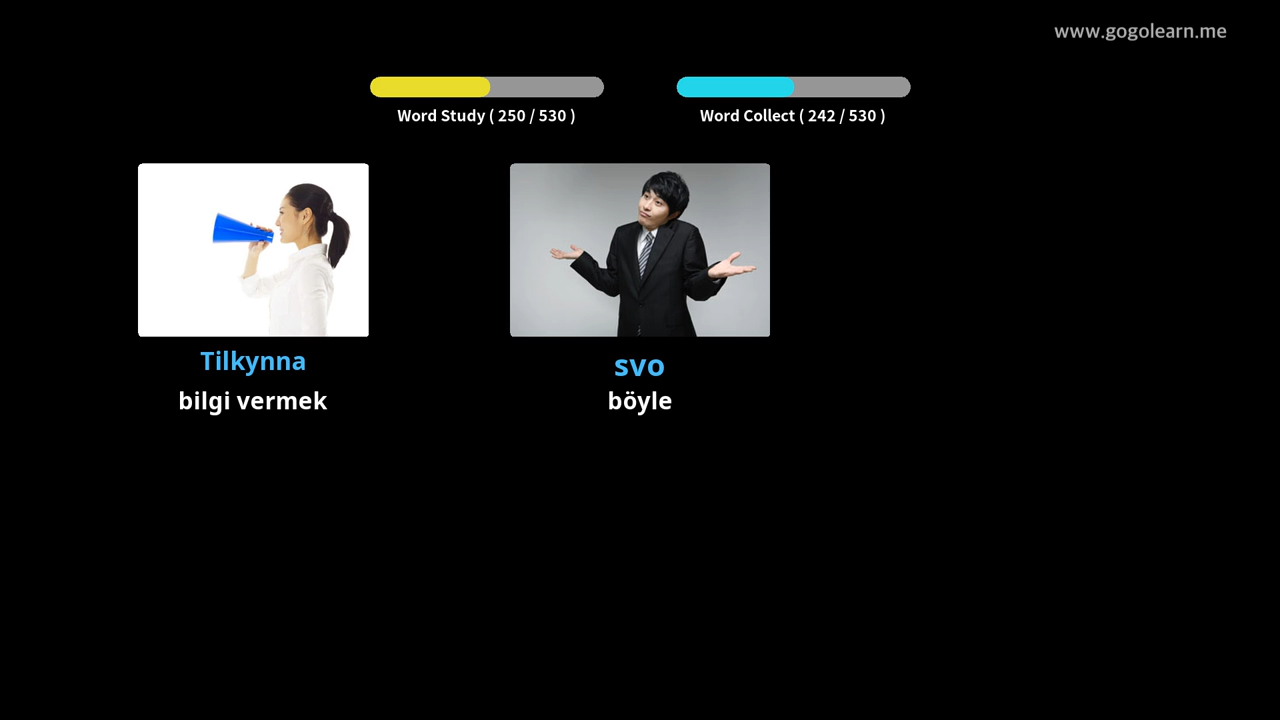 www.gogolearn.me
Word Study ( 250 / 530 )
Word Collect ( 242 / 530 )
Tilkynna
bilgi vermek
svo
böyle